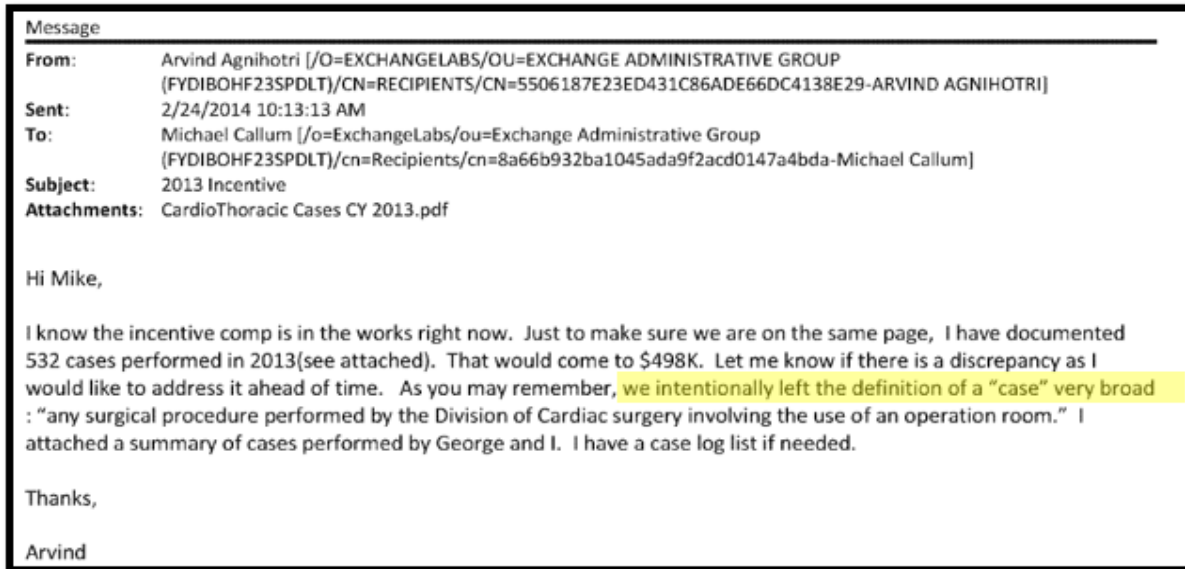 Message
From: Arvind Agnihotri [/O=EXCHANGELABS/OU=EXCHANGE ADMINISTRATIVE GROUP
(FYDIBOHF23SPDLT)/CN=RECIPIENTS/CN=5506187E23ED431C86ADE66DC4138E29-ARVIND AGNIHOTRI]
Sent: 2/24/2014 10:13:13 AM
To: Michael Callum [/o=ExchangeLabs/ou=Exchange Administrative Group
(FYDIBOHF23SPDLT)/cn=Recipients/cn=8a66b932ba1045ada9f2acd0147a4bda-Michael Callum]
Subject: 2013 Incentive
Attachments: CardioThoracic Cases CY 2013.pdf
Hi Mike,
I know the incentive comp is in the works right now. Just to make sure we are on the same page, I have documented
532 cases performed in 2013(see attached). That would come to $498K. Let me know if there is a discrepancy as I
would like to address it ahead of time. As you may remember, we intentionally left the definition of a “case” very broad
: “any surgical procedure performed by the Division of Cardiac surgery involving the use of an operation room.” I
attached a summary of cases performed by George and I. I have a case log list if needed.
Thanks,
Arvind